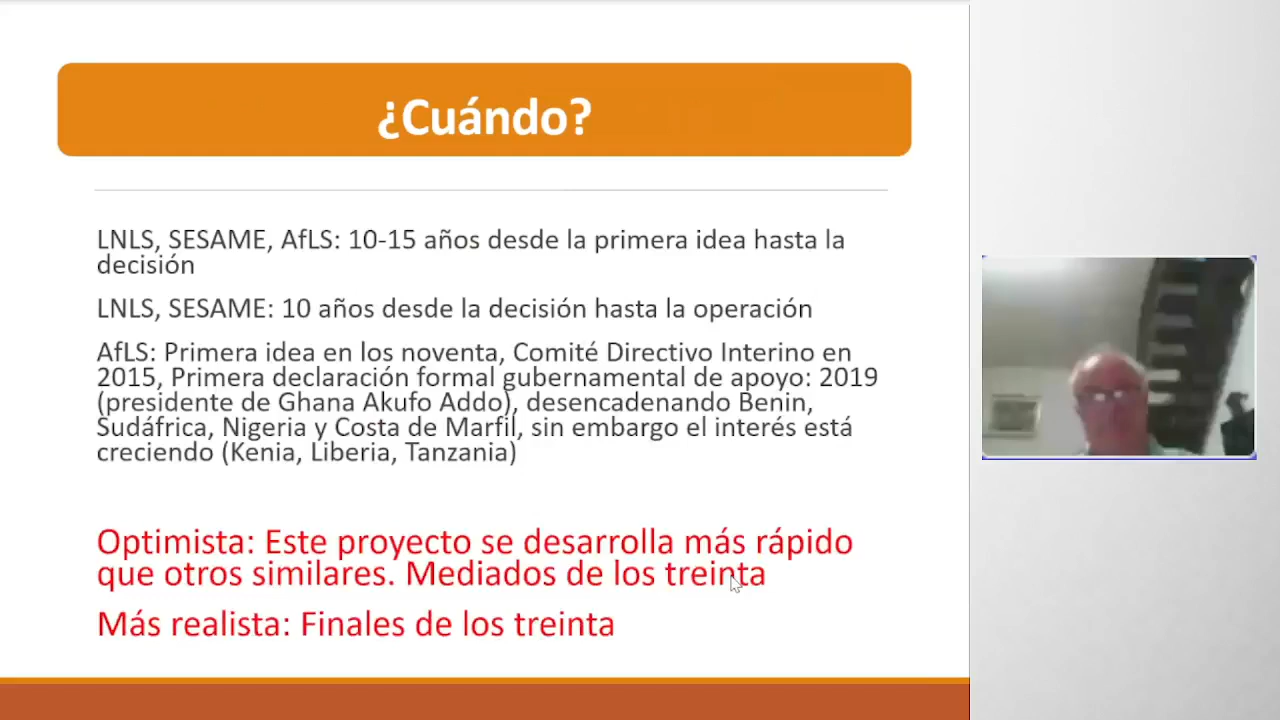 ¿Cuándo?
LNLS, SESAME, AfLS: 10-15 años desde la primera idea hasta la
decisión
LNLS, SESAME: 10 años desde la decisión hasta la operación
AfLS: Primera idea en los noventa, Comité Directivo Interino en
2015, Primera declaración formal gubernamental de apoyo: 2019
(presidente de Ghana Akufo Addo), desencadenando Benin,
Sudáfrica, Nigeria y Costa de Marfil, sin embargo el interés está
creciendo (Kenia, Liberia, Tanzania)
Optimista: Este proyecto se desarrolla más rápido
que otros similares. Mediados de los treinta
Más realista: Finales de los treinta